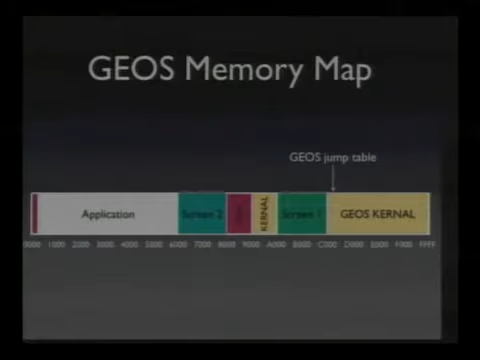 GEOS Memory Map
GEOS jump table
Application
Screen 2
KERNAL
Screen 1
GEOS KERNAL
0000 1000 2000 3000 4000 5000 6000 7000 8000 9000 A000 B000 C000 D000 E000 F000 FFFF